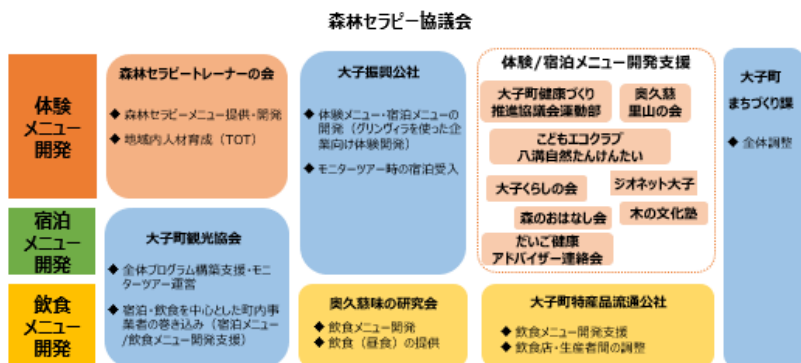 森林セラピー協議会
体験
メニュー
開発
宿泊
メニュー
開発
飲食
メニュー
開発
森林セラピートレーナーの会
◆ 森林セラピーメニュー提供・開発
◆ 地域内人材育成（TOT）
大子町観光協会
◆ 全体プログラム構築支援・モニ
ターツアー運営
◆ 宿泊・飲食を中心とした町内事
業者の巻き込み（宿泊メニュー
/飲食メニュー開発支援）
大子振興公社
◆ 体験メニュー・宿泊メニューの
開発（グリンヴィラを使った企
業向け体験開発）
◆ モニターツアー時の宿泊受入
奥久慈味の研究会
◆ 飲食メニュー開発
◆ 飲食（昼食）の提供
体験/宿泊メニュー開発支援
大子町健康づくり
推進協議会運動部
奥久慈
里山の会
こどもエコクラブ
八溝自然たんけんたい
大子くらしの会
ジオネット大子
森のおはなし会
木の文化塾
だいご健康
アドバイザー連絡会
大子町特産品流通公社
◆ 飲食メニュー開発支援
◆ 飲食店・生産者間の調整
大子町
まちづくり課
◆ 全体調整